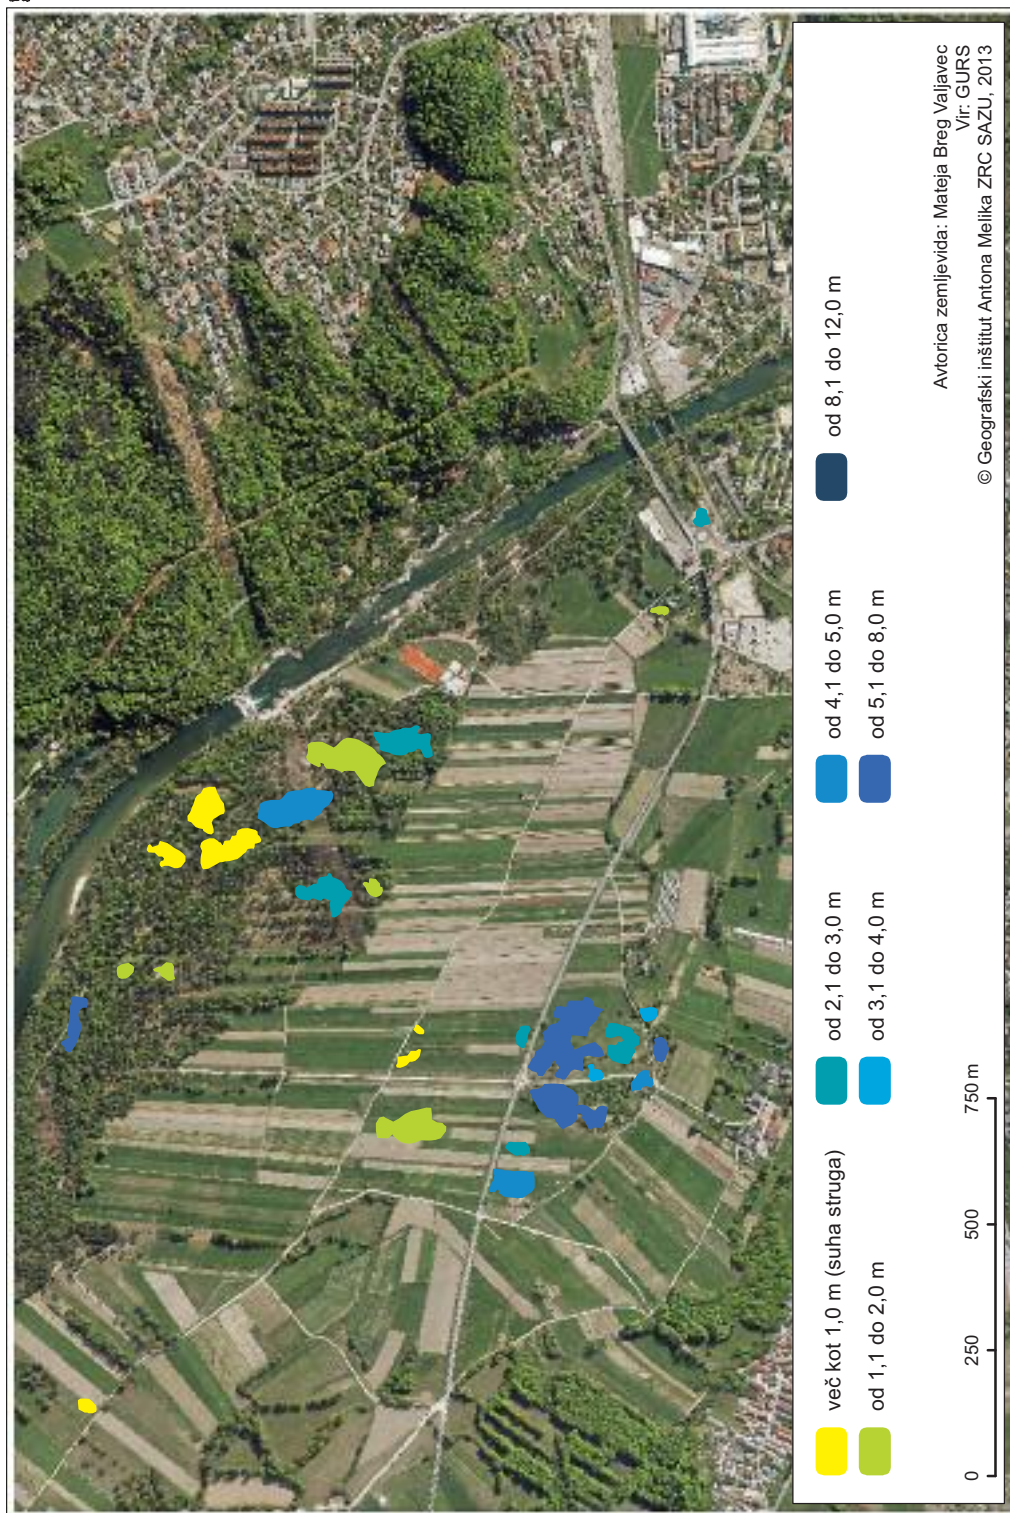 več kot 1,0 m (suha struga)
od 1,1 do 2,0 m
od 2,1 do 3,0 m
od 3,1 do 4,0 m
od 4,1 do 5,0 m
od 5,1 do 8,0 m
od 8,1 do 12,0 m
0 250 500 750 m
Avtorica zemljevida: Mateja Breg Valjavec
Vir: GURS
© Geografski inštitut Antona Melika ZRC SAZU, 2013